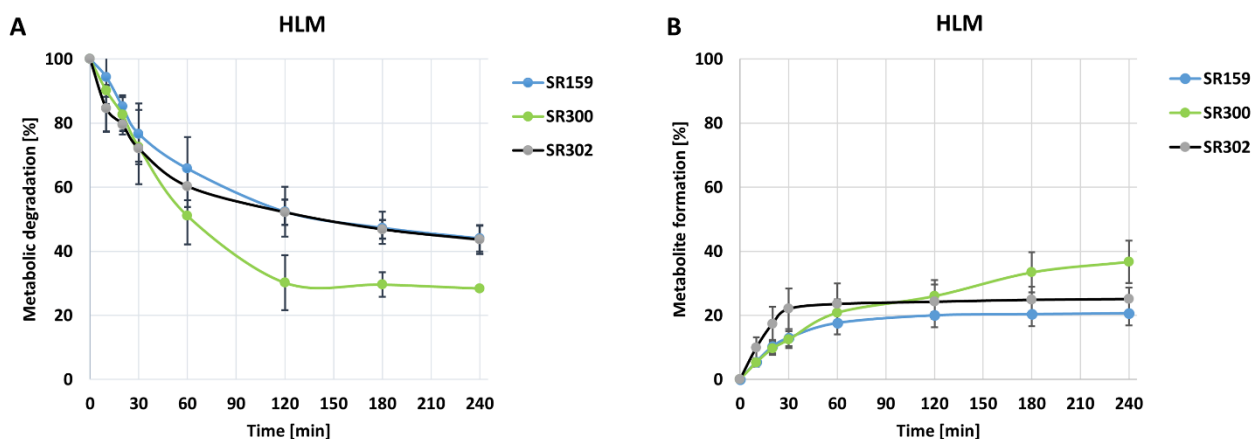 A
HLM
Metabolic degradation [%]
100
80
60
40
20
0
0 30 60 90 120 150 180 210 240
Time [min]
SR159
SR300
SR302
B
HLM
Metabolite formation [%]
100
80
60
40
20
0
0 30 60 90 120 150 180 210 240
Time [min]
SR159
SR300
SR302